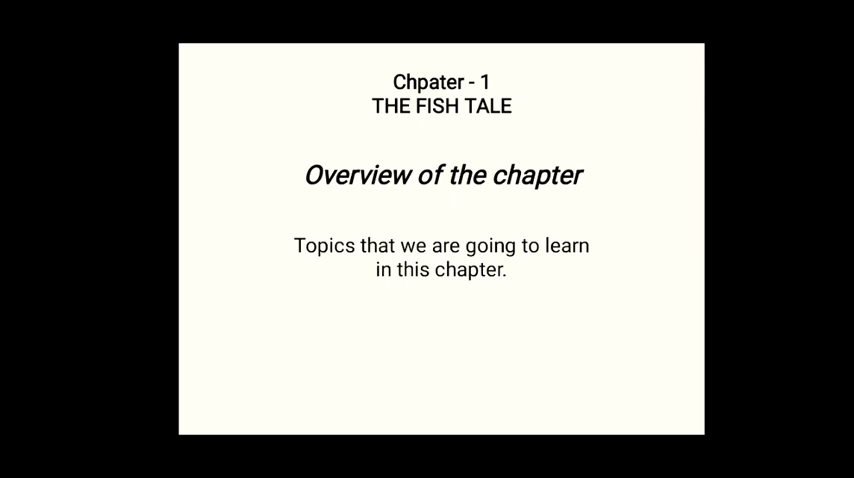 Chpater - 1
THE FISH TALE
Overview of the chapter
Topics that we are going to learn
in this chapter.